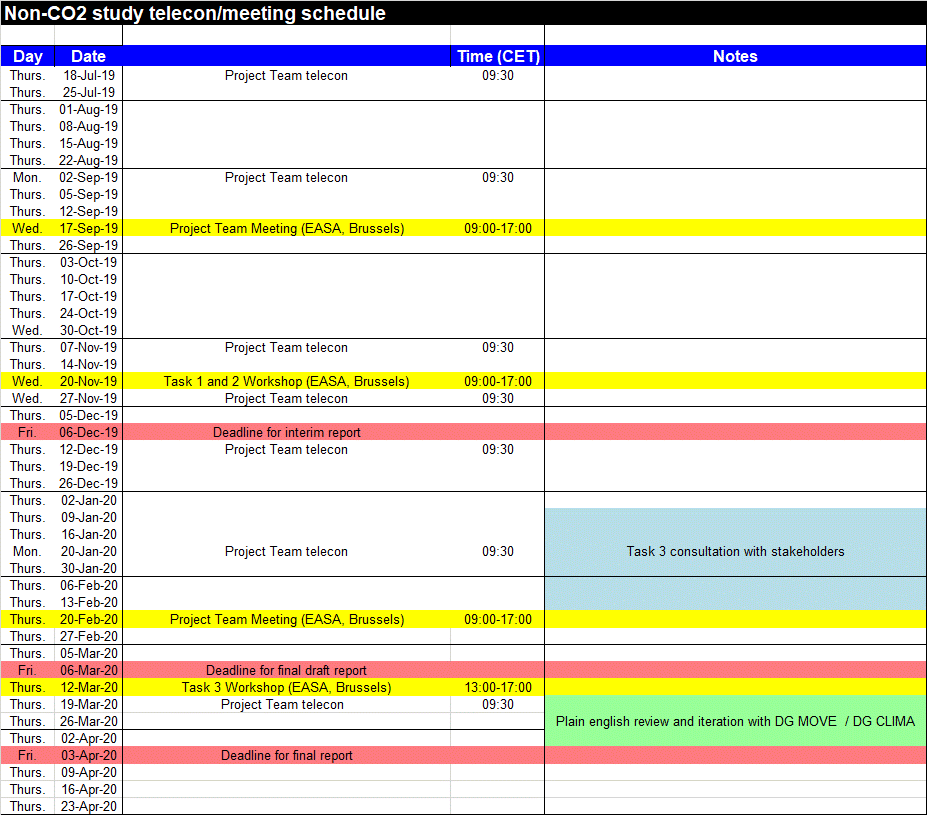 Non-CO2 study telecon/meeting schedule
Day Date Time (CET) Notes
Thurs. 18-Jul-19 Project Team telecon 09:30
Thurs. 25-Jul-19
Thurs. 01-Aug-19
Thurs. 08-Aug-19
Thurs. 15-Aug-19
Thurs. 22-Aug-19
Mon. 02-Sep-19 Project Team telecon 09:30
Thurs. 05-Sep-19
Thurs. 12-Sep-19
Wed. 17-Sep-19 Project Team Meeting (EASA, Brussels) 09:00-17:00
Thurs. 26-Sep-19
Thurs. 03-Oct-19
Thurs. 10-Oct-19
Thurs. 17-Oct-19
Thurs. 24-Oct-19
Wed. 30-Oct-19
Thurs. 07-Nov-19 Project Team telecon 09:30
Thurs. 14-Nov-19
Wed. 20-Nov-19 Task 1 and 2 Workshop (EASA, Brussels) 09:00-17:00
Wed. 27-Nov-19 Project Team telecon 09:30
Thurs. 05-Dec-19
Fri. 06-Dec-19 Deadline for interim report
Thurs. 12-Dec-19 Project Team telecon 09:30
Thurs. 19-Dec-19
Thurs. 26-Dec-19
Thurs. 02-Jan-20
Thurs. 09-Jan-20
Thurs. 16-Jan-20
Mon. 20-Jan-20 Project Team telecon 09:30 Task 3 consultation with stakeholders
Thurs. 30-Jan-20
Thurs. 06-Feb-20
Thurs. 13-Feb-20
Thurs. 20-Feb-20 Project Team Meeting (EASA, Brussels) 09:00-17:00
Thurs. 27-Feb-20
Thurs. 05-Mar-20
Fri. 06-Mar-20 Deadline for final draft report
Thurs. 12-Mar-20 Task 3 Workshop (EASA, Brussels) 13:00-17:00
Thurs. 19-Mar-20 Project Team telecon 09:30
Thurs. 26-Mar-20 Plain english review and iteration with DG MOVE / DG CLIMA
Thurs. 02-Apr-20
Fri. 03-Apr-20 Deadline for final report
Thurs. 09-Apr-20
Thurs. 16-Apr-20
Thurs. 23-Apr-20